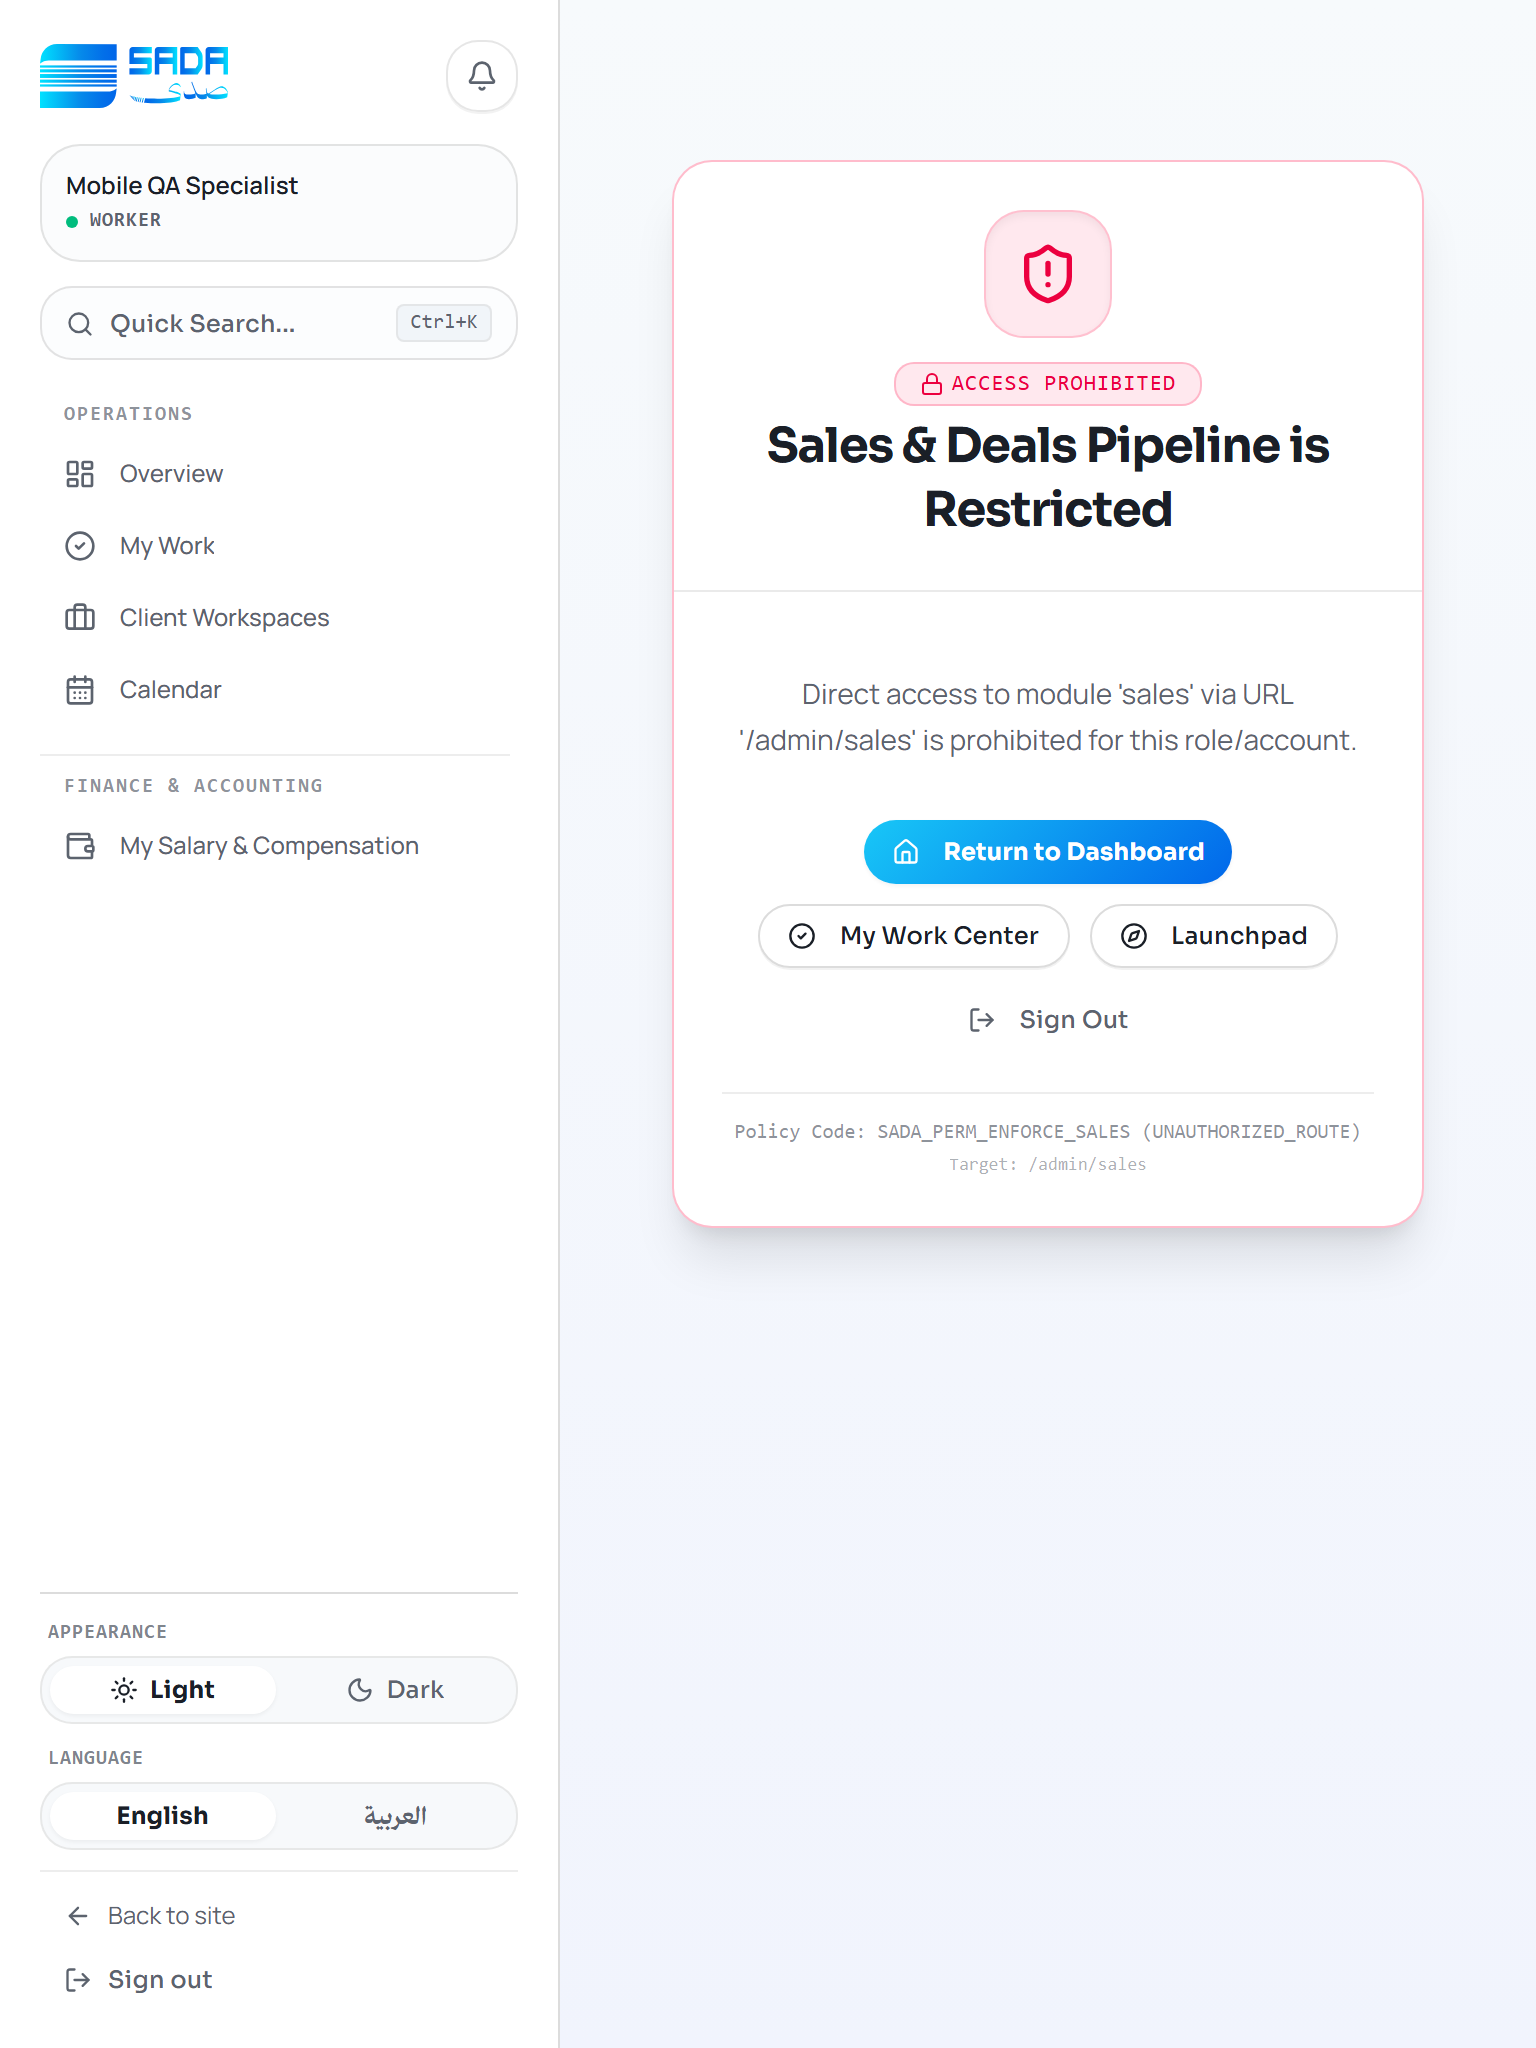 SADA
صدى
Mobile QA Specialist
WORKER
Quick Search...
Ctrl+K
OPERATIONS
Overview
My Work
Client Workspaces
Calendar
FINANCE & ACCOUNTING
My Salary & Compensation
APPEARANCE
Light
Dark
LANGUAGE
English
العربية
Back to site
Sign out
ACCESS PROHIBITED
Sales & Deals Pipeline is
Restricted
Direct access to module 'sales' via URL
'/admin/sales' is prohibited for this role/account.
Return to Dashboard
My Work Center
Launchpad
Sign Out
Policy Code: SADA_PERM_ENFORCE_SALES (UNAUTHORIZED_ROUTE)
Target: /admin/sales